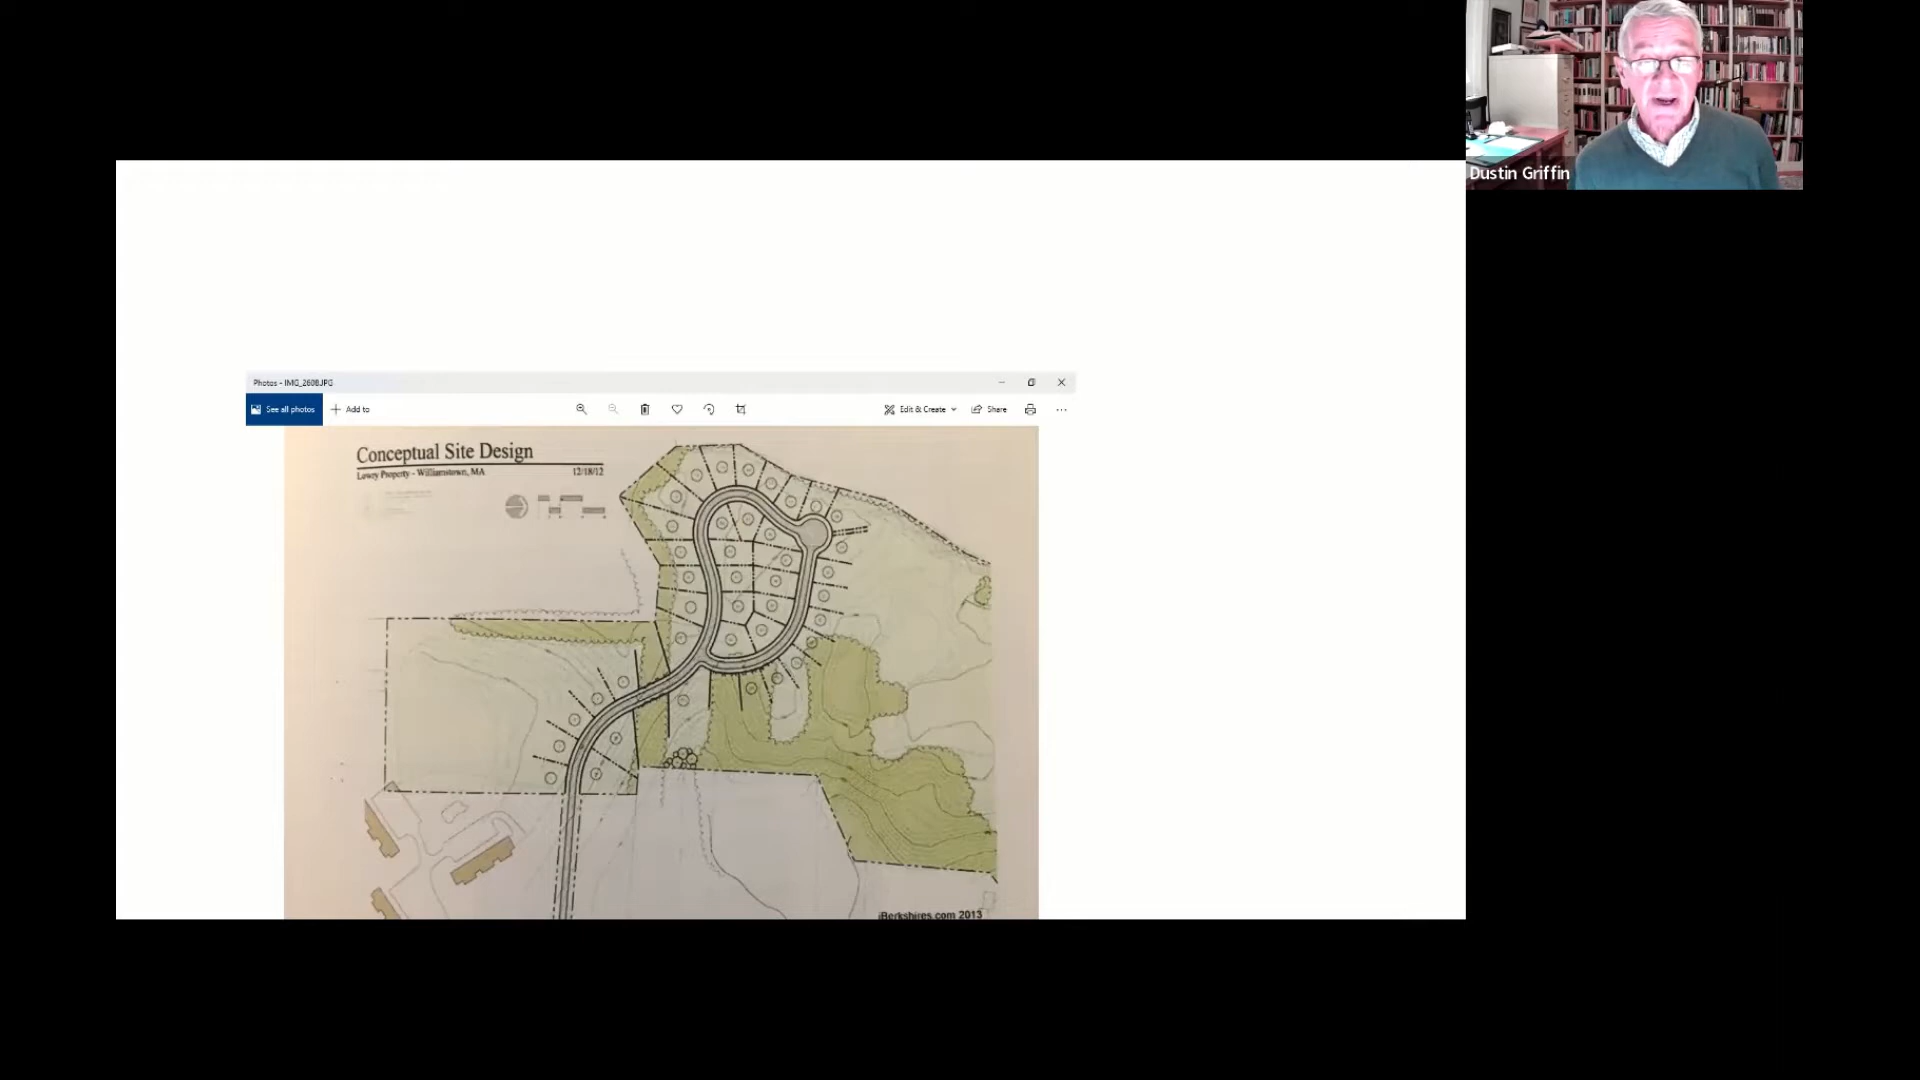 Dustin Griffin
Photos - IMG_2608.JPG
See all photos
Add to
Edit & Create
Share
Conceptual Site Design
Lowry Property - Williamstown, MA
12/18/12
iBerkshires.com 2013